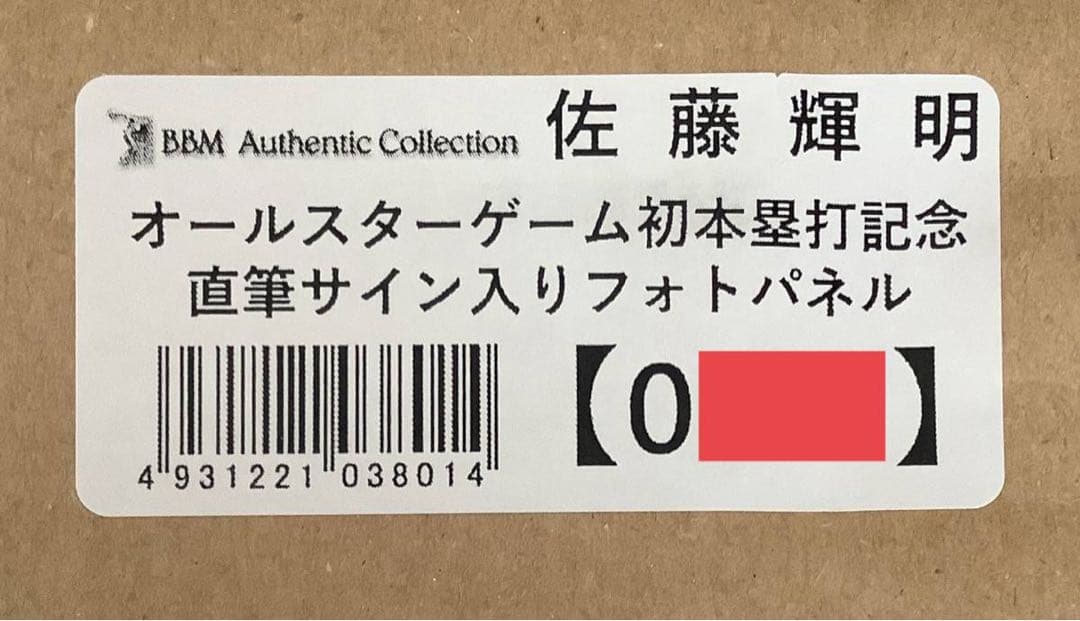 BBM Authentic Collection 佐藤輝明
オールスターゲーム初本塁打記念
直筆サイン入りフォトパネル
【0 】
4 931221 038014